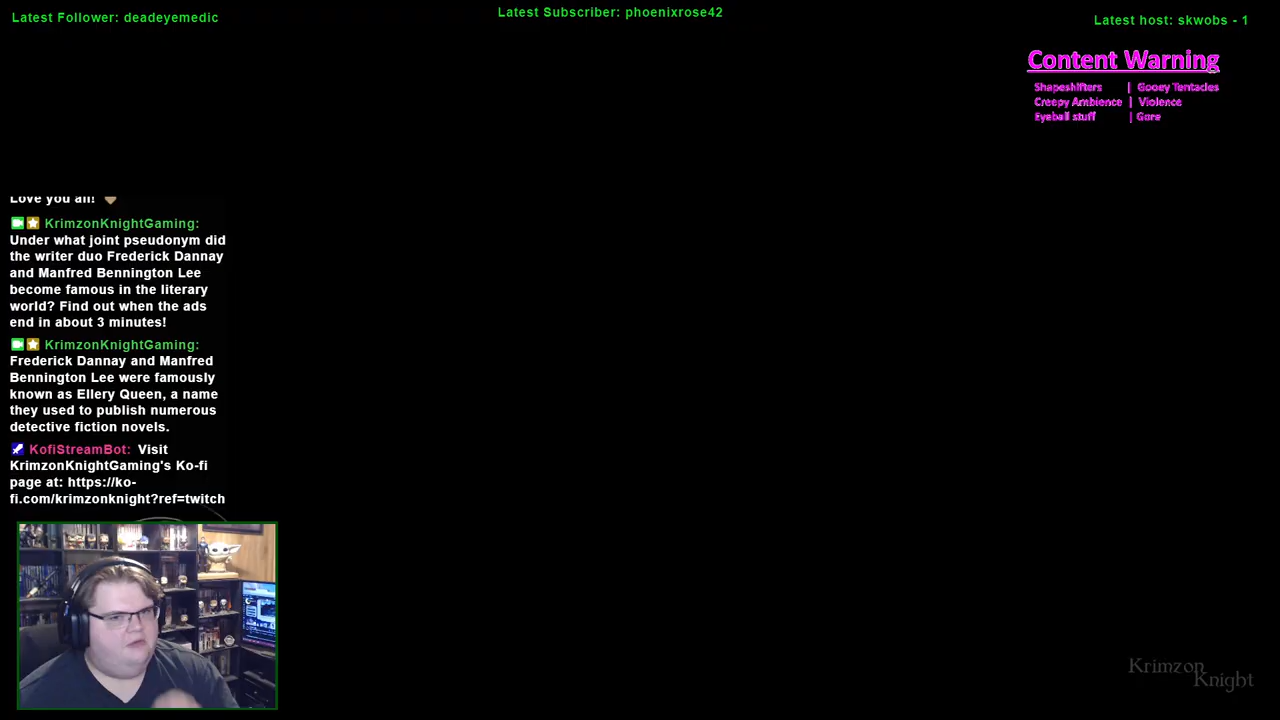 Latest Follower: deadeyemedic
Latest Subscriber: phoenixrose42
Latest host: skwobs - 1
Content Warning
Shapeshifters | Gooey Tentacles
Creepy Ambience | Violence
Eyeball stuff | Gore
Love you all!
KrimzonKnightGaming:
Under what joint pseudonym did
the writer duo Frederick Dannay
and Manfred Bennington Lee
become famous in the literary
world? Find out when the ads
end in about 3 minutes!
KrimzonKnightGaming:
Frederick Dannay and Manfred
Bennington Lee were famously
known as Ellery Queen, a name
they used to publish numerous
detective fiction novels.
KofiStreamBot: Visit
KrimzonKnightGaming's Ko-fi
page at: https://ko-
fi.com/krimzonknight?ref=twitch
Krimzon
Knight